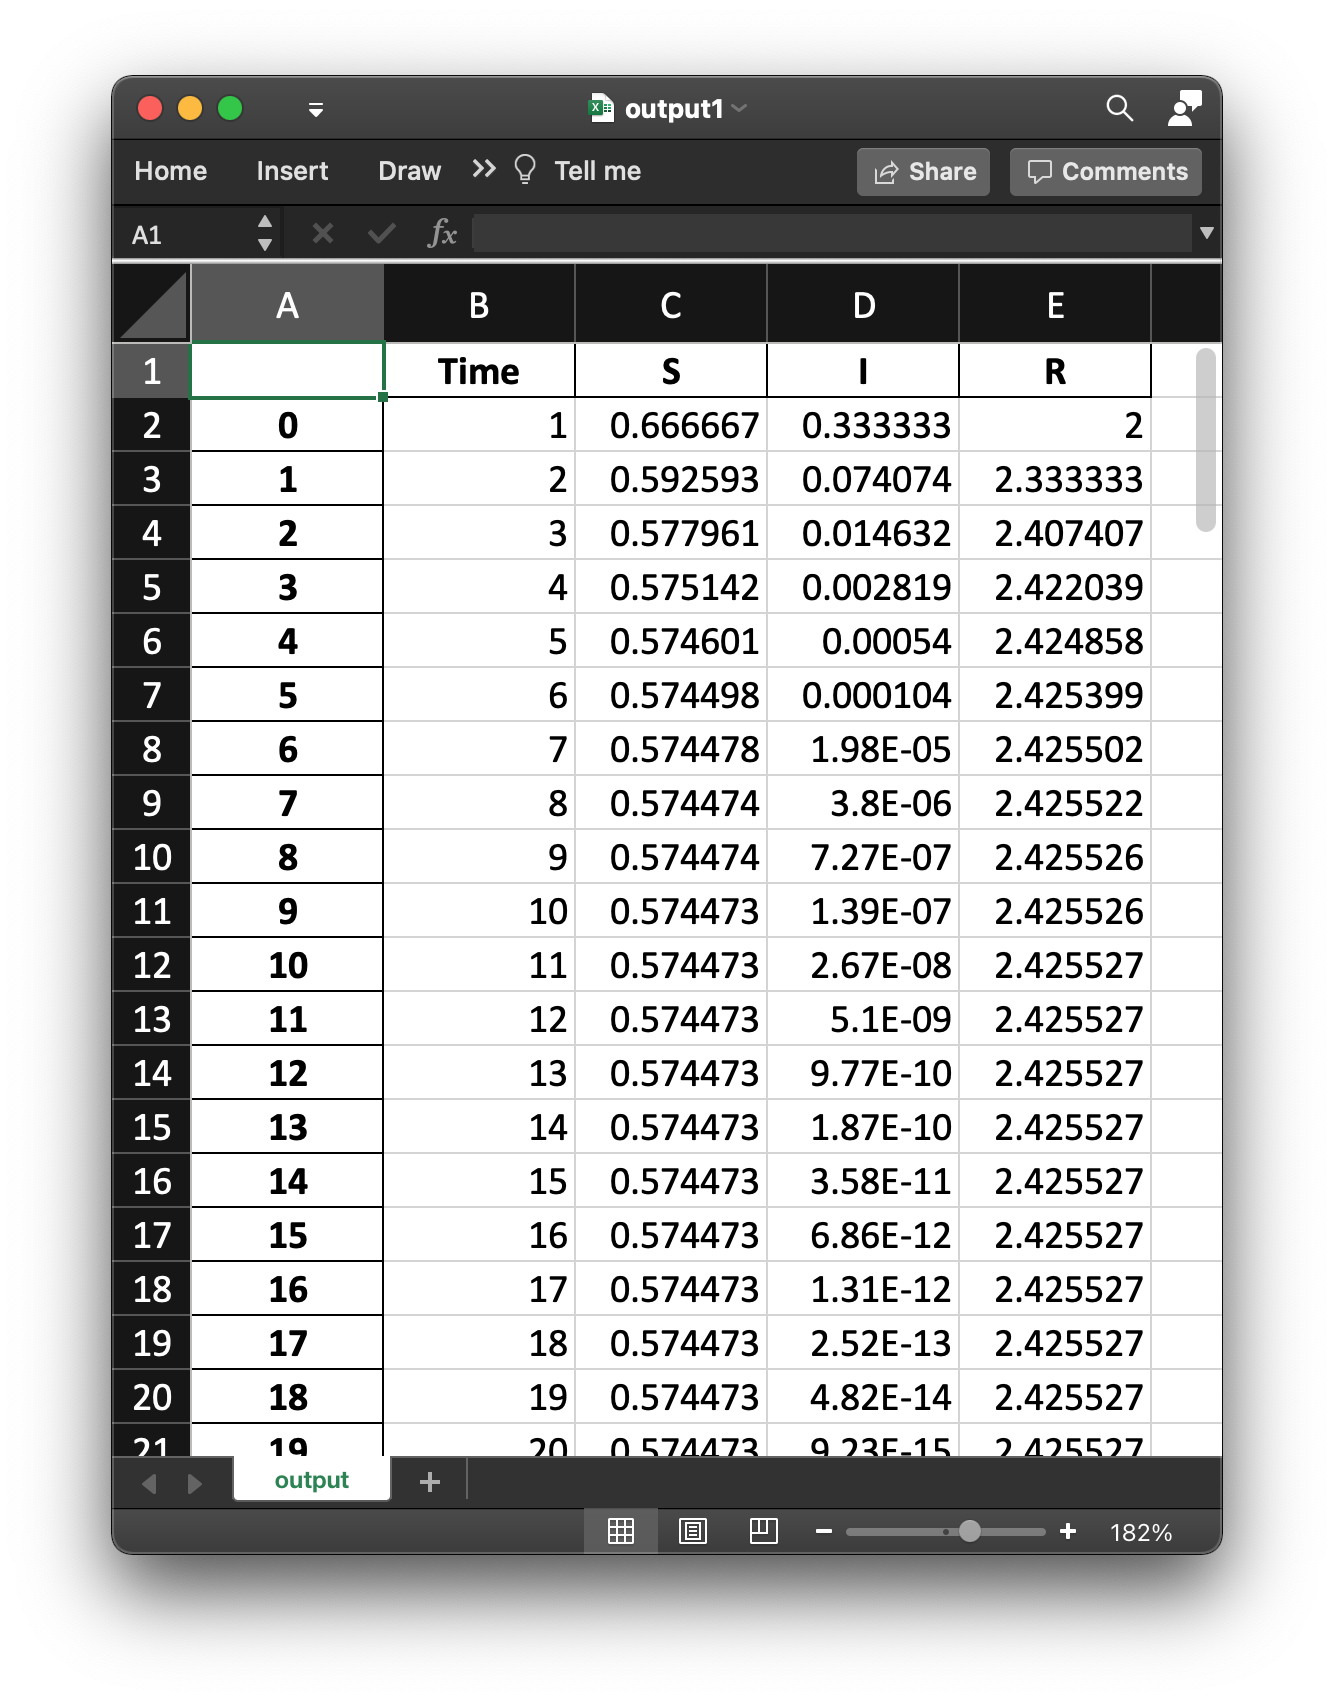 output1
Home Insert Draw Tell me Share Comments
A1 fx
A B C D E
1 Time S I R
2 0 1 0.666667 0.333333 2
3 1 2 0.592593 0.074074 2.333333
4 2 3 0.577961 0.014632 2.407407
5 3 4 0.575142 0.002819 2.422039
6 4 5 0.574601 0.00054 2.424858
7 5 6 0.574498 0.000104 2.425399
8 6 7 0.574478 1.98E-05 2.425502
9 7 8 0.574474 3.8E-06 2.425522
10 8 9 0.574474 7.27E-07 2.425526
11 9 10 0.574473 1.39E-07 2.425526
12 10 11 0.574473 2.67E-08 2.425527
13 11 12 0.574473 5.1E-09 2.425527
14 12 13 0.574473 9.77E-10 2.425527
15 13 14 0.574473 1.87E-10 2.425527
16 14 15 0.574473 3.58E-11 2.425527
17 15 16 0.574473 6.86E-12 2.425527
18 16 17 0.574473 1.31E-12 2.425527
19 17 18 0.574473 2.52E-13 2.425527
20 18 19 0.574473 4.82E-14 2.425527
21 19 20 0.574473 9.23E-15 2.425527
output
182%